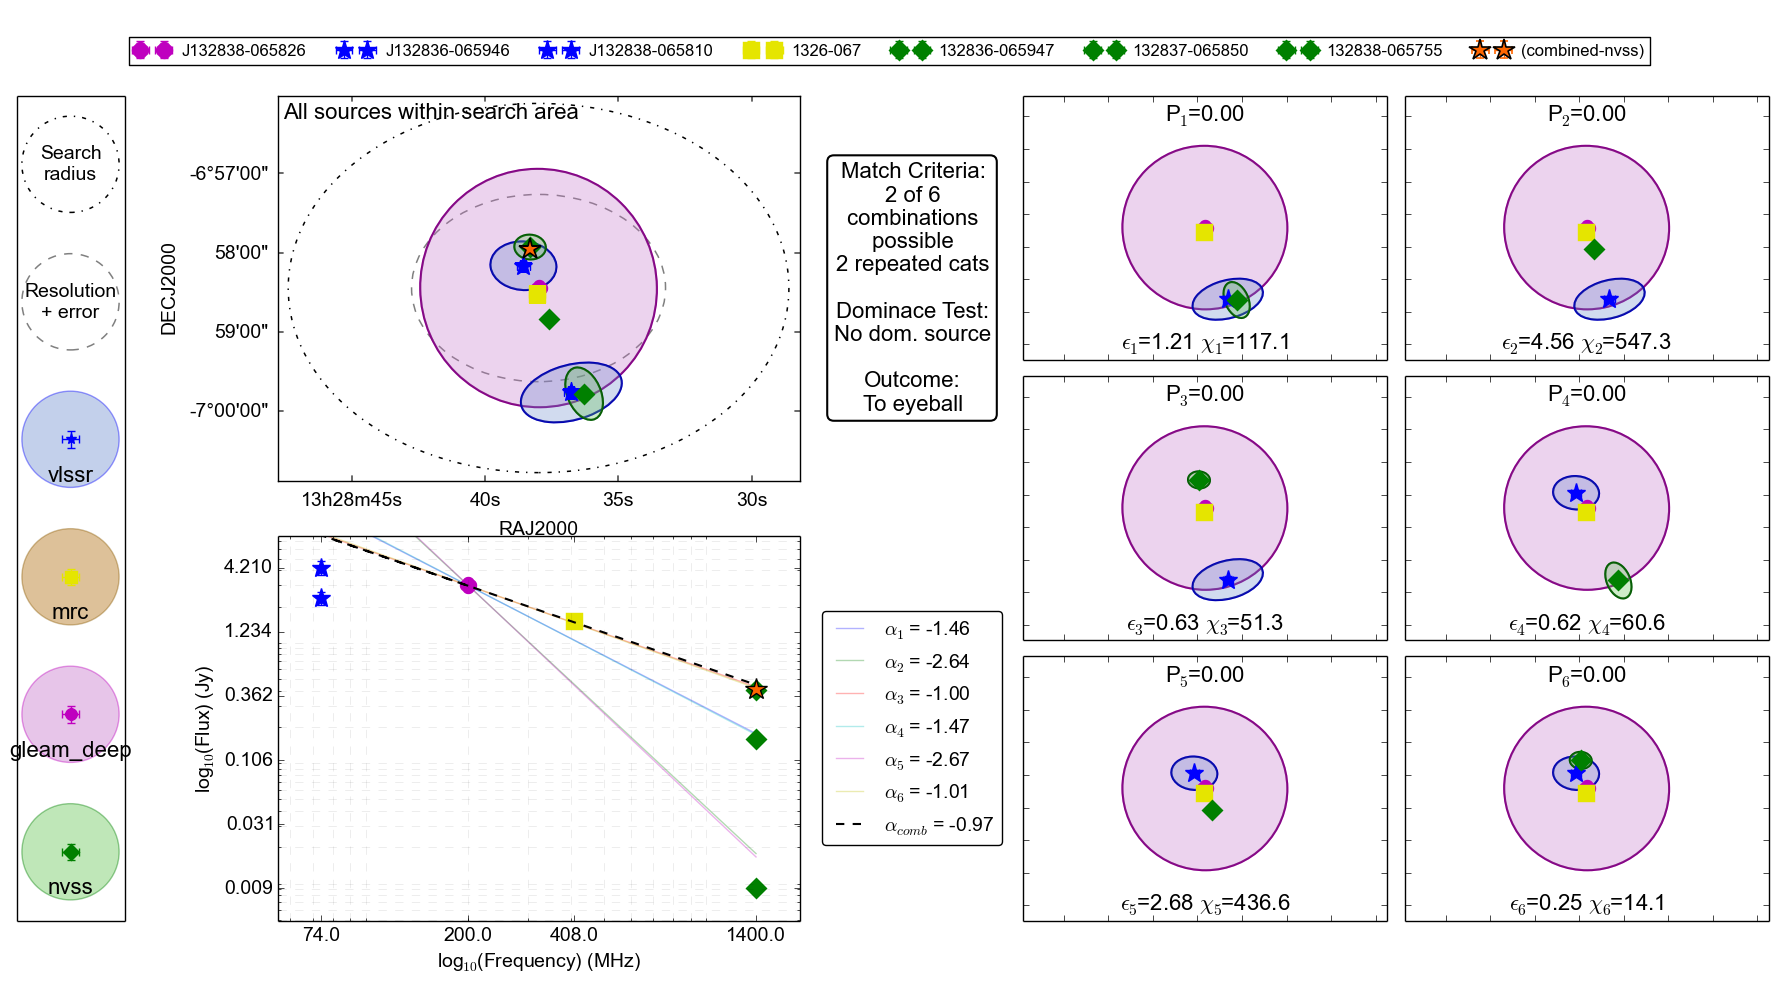 J132838-065826 J132836-065946 J132838-065810 1326-067 132836-065947 132837-065850 132838-065755 (combined-nvss)
Search
radius
Resolution
+ error
vlssr
mrc
gleam_deep
nvss
All sources within search area
DECJ2000
-6°57'00"
58'00"
59'00"
-7°00'00"
13h28m45s 40s 35s 30s
RAJ2000
Match Criteria:
2 of 6
combinations
possible
2 repeated cats
Dominace Test:
No dom. source
Outcome:
To eyeball
log10(Flux) (Jy)
4.210
1.234
0.362
0.106
0.031
0.009
74.0 200.0 408.0 1400.0
log10(Frequency) (MHz)
α1 = -1.46
α2 = -2.64
α3 = -1.00
α4 = -1.47
α5 = -2.67
α6 = -1.01
αcomb = -0.97
P1=0.00
ϵ1=1.21 χ1=117.1
P2=0.00
ϵ2=4.56 χ2=547.3
P3=0.00
ϵ3=0.63 χ3=51.3
P4=0.00
ϵ4=0.62 χ4=60.6
P5=0.00
ϵ5=2.68 χ5=436.6
P6=0.00
ϵ6=0.25 χ6=14.1